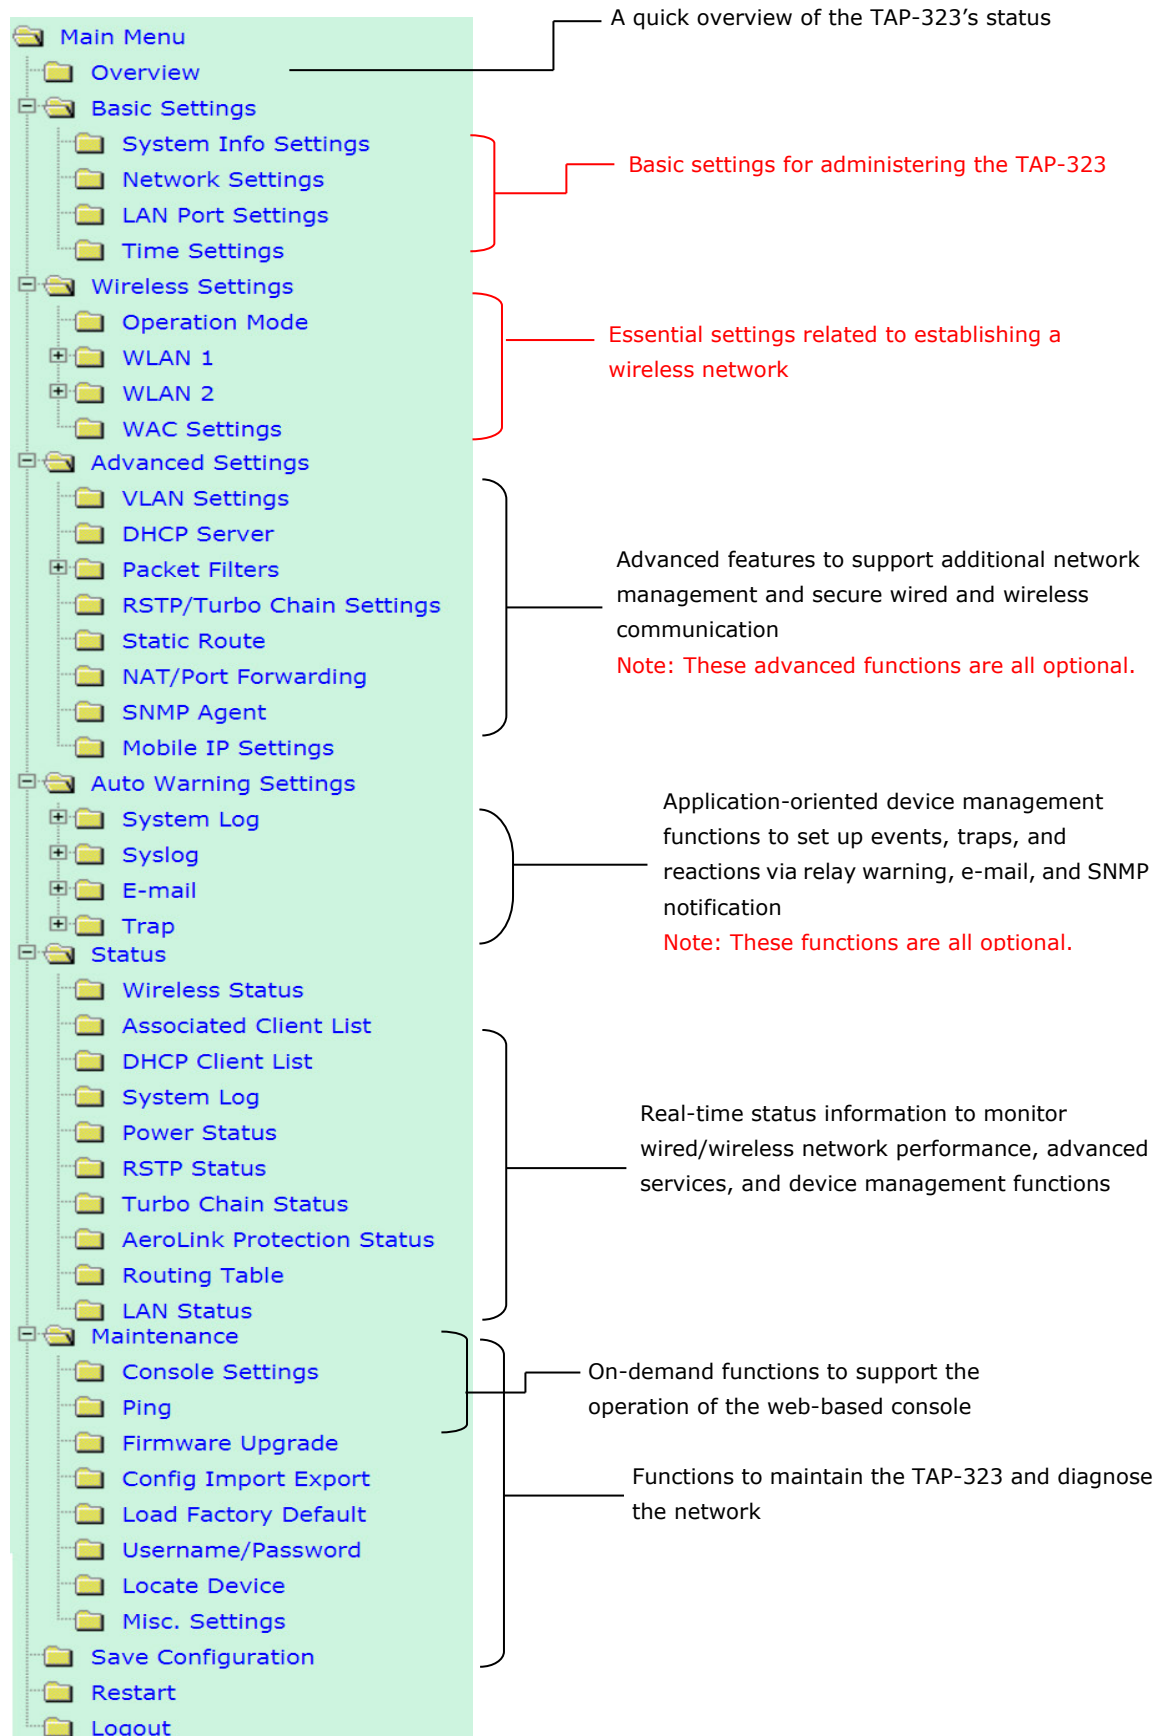 A quick overview of the TAP-323's status
Main Menu
Overview
Basic Settings
System Info Settings
Network Settings
LAN Port Settings
Time Settings
Basic settings for administering the TAP-323
Wireless Settings
Operation Mode
WLAN 1
WLAN 2
WAC Settings
Essential settings related to establishing a
wireless network
Advanced Settings
VLAN Settings
DHCP Server
Packet Filters
RSTP/Turbo Chain Settings
Static Route
NAT/Port Forwarding
SNMP Agent
Mobile IP Settings
Advanced features to support additional network
management and secure wired and wireless
communication
Note: These advanced functions are all optional.
Auto Warning Settings
System Log
Syslog
E-mail
Trap
Application-oriented device management
functions to set up events, traps, and
reactions via relay warning, e-mail, and SNMP
notification
Note: These functions are all optional.
Status
Wireless Status
Associated Client List
DHCP Client List
System Log
Power Status
RSTP Status
Turbo Chain Status
AeroLink Protection Status
Routing Table
LAN Status
Real-time status information to monitor
wired/wireless network performance, advanced
services, and device management functions
Maintenance
Console Settings
Ping
Firmware Upgrade
Config Import Export
Load Factory Default
Username/Password
Locate Device
Misc. Settings
On-demand functions to support the
operation of the web-based console
Functions to maintain the TAP-323 and diagnose
the network
Save Configuration
Restart
Logout